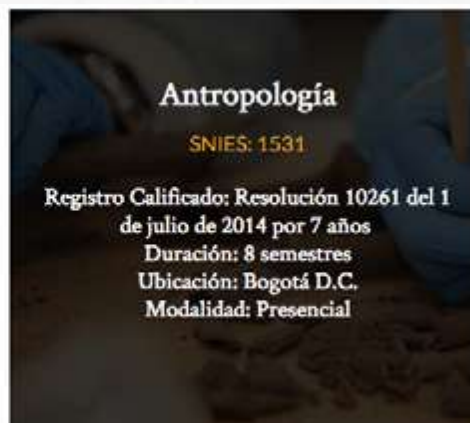 Antropología
SNIES: 1531
Registro Calificado: Resolución 10261 del 1
de julio de 2014 por 7 años
Duración: 8 semestres
Ubicación: Bogotá D.C.
Modalidad: Presencial